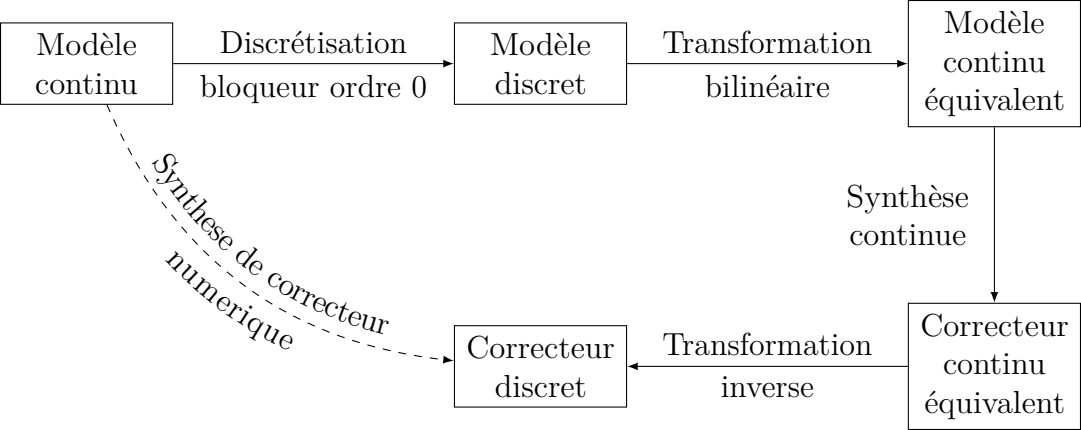 Modèle
continu
Discrétisation
bloqueur ordre 0
Modèle
discret
Transformation
bilinéaire
Modèle
continu
équivalent
Synthèse
continue
Synthese de correcteur
numerique
Correcteur
discret
Transformation
inverse
Correcteur
continu
équivalent